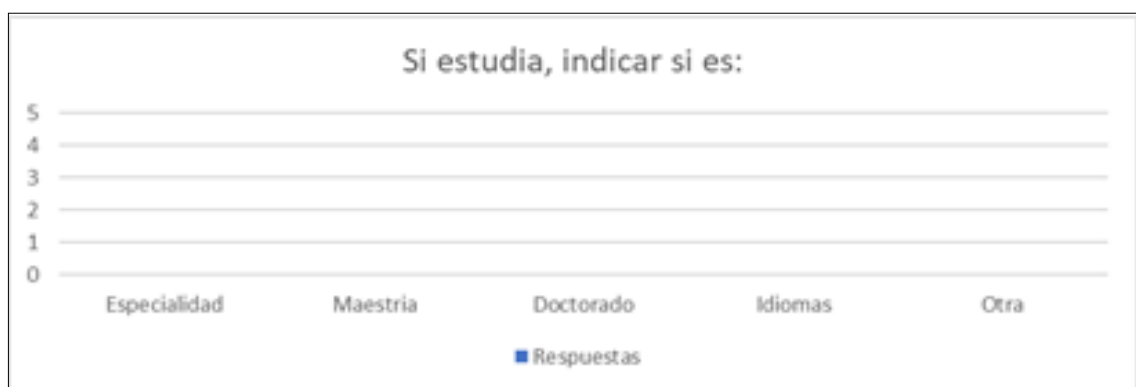 Si estudia, indicar si es:
5
4
3
2
1
0
Especialidad Maestria Doctorado Idiomas Otra
Respuestas